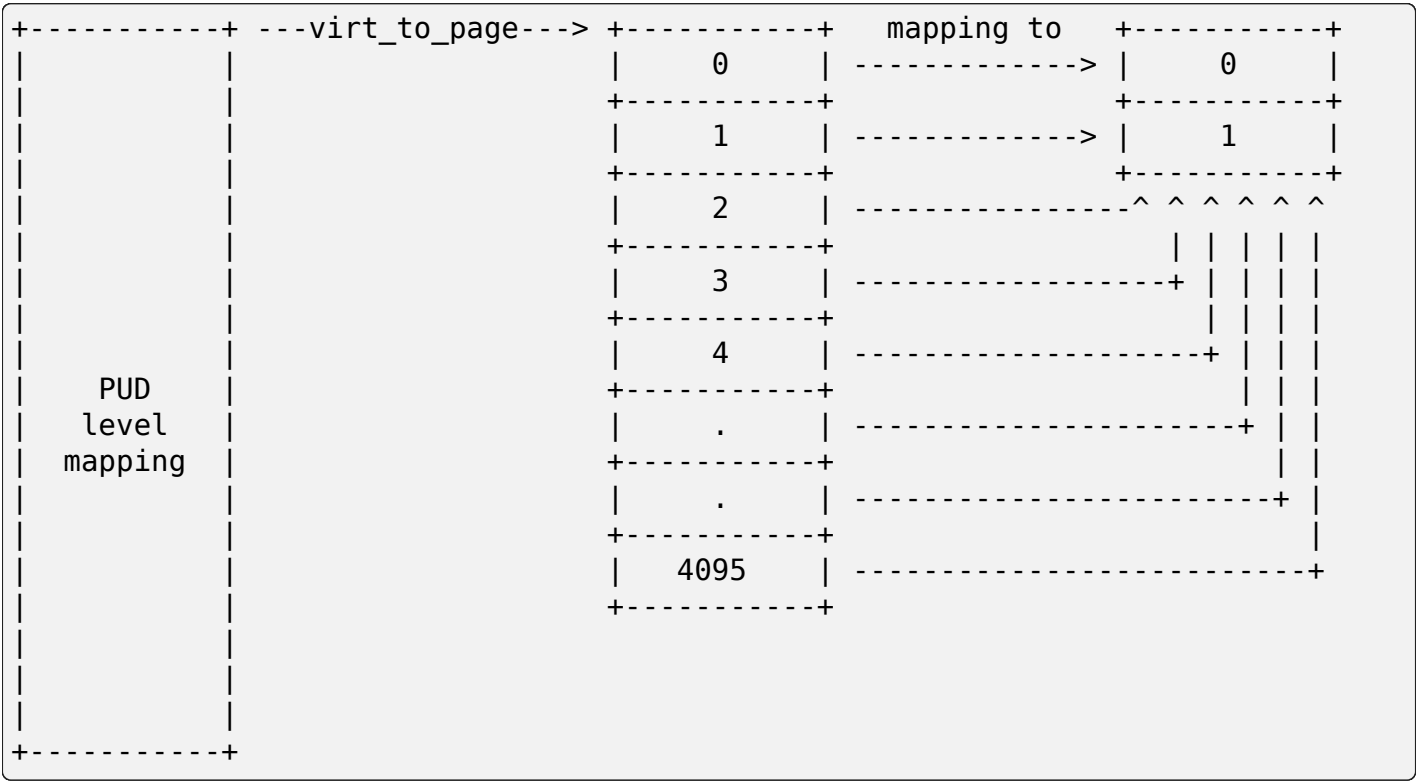 +-----------+ ---virt_to_page---> +-----------+   mapping to   +-----------+
|           |                     |     0     | -------------> |     0     |
|           |                     +-----------+                +-----------+
|           |                     |     1     | -------------> |     1     |
|           |                     +-----------+                +-----------+
|           |                     |     2     | ----------------^ ^ ^ ^ ^ ^
|           |                     +-----------+                   | | | | |
|           |                     |     3     | ------------------+ | | | |
|           |                     +-----------+                     | | | |
|           |                     |     4     | --------------------+ | | |
|    PUD    |                     +-----------+                       | | |
|   level   |                     |     .     | ----------------------+ | |
|  mapping  |                     +-----------+                         | |
|           |                     |     .     | ------------------------+ |
|           |                     +-----------+                           |
|           |                     |    4095   | --------------------------+
|           |                     +-----------+
|           |
|           |
|           |
+-----------+